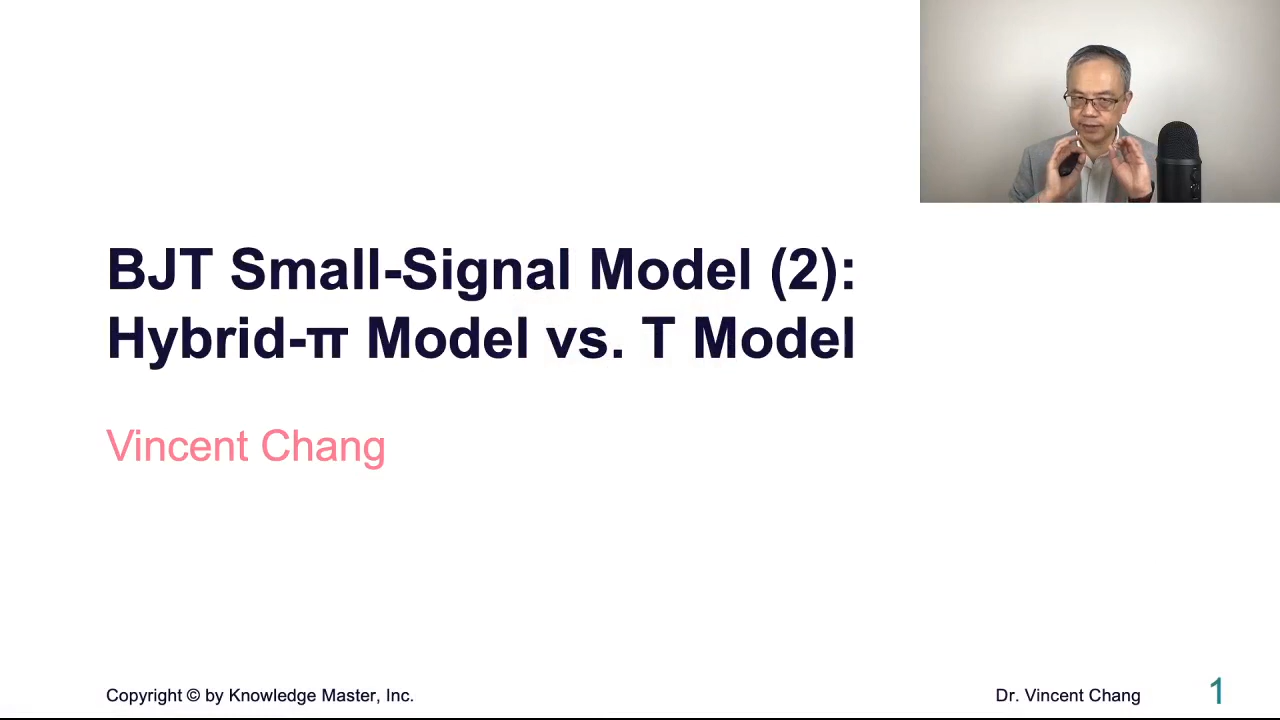 BJT Small-Signal Model (2):
Hybrid-π Model vs. T Model
Vincent Chang
Copyright © by Knowledge Master, Inc.
Dr. Vincent Chang
1